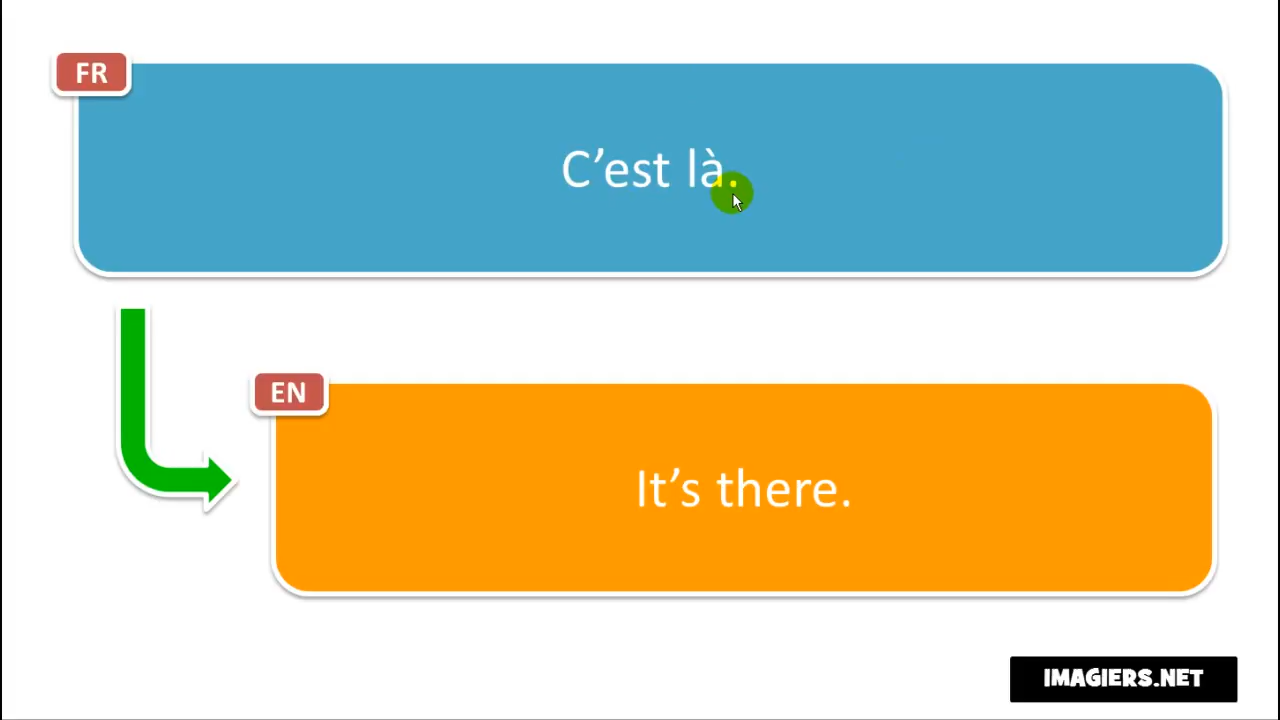 FR
C’est là.
EN
It’s there.
IMAGIERS.NET